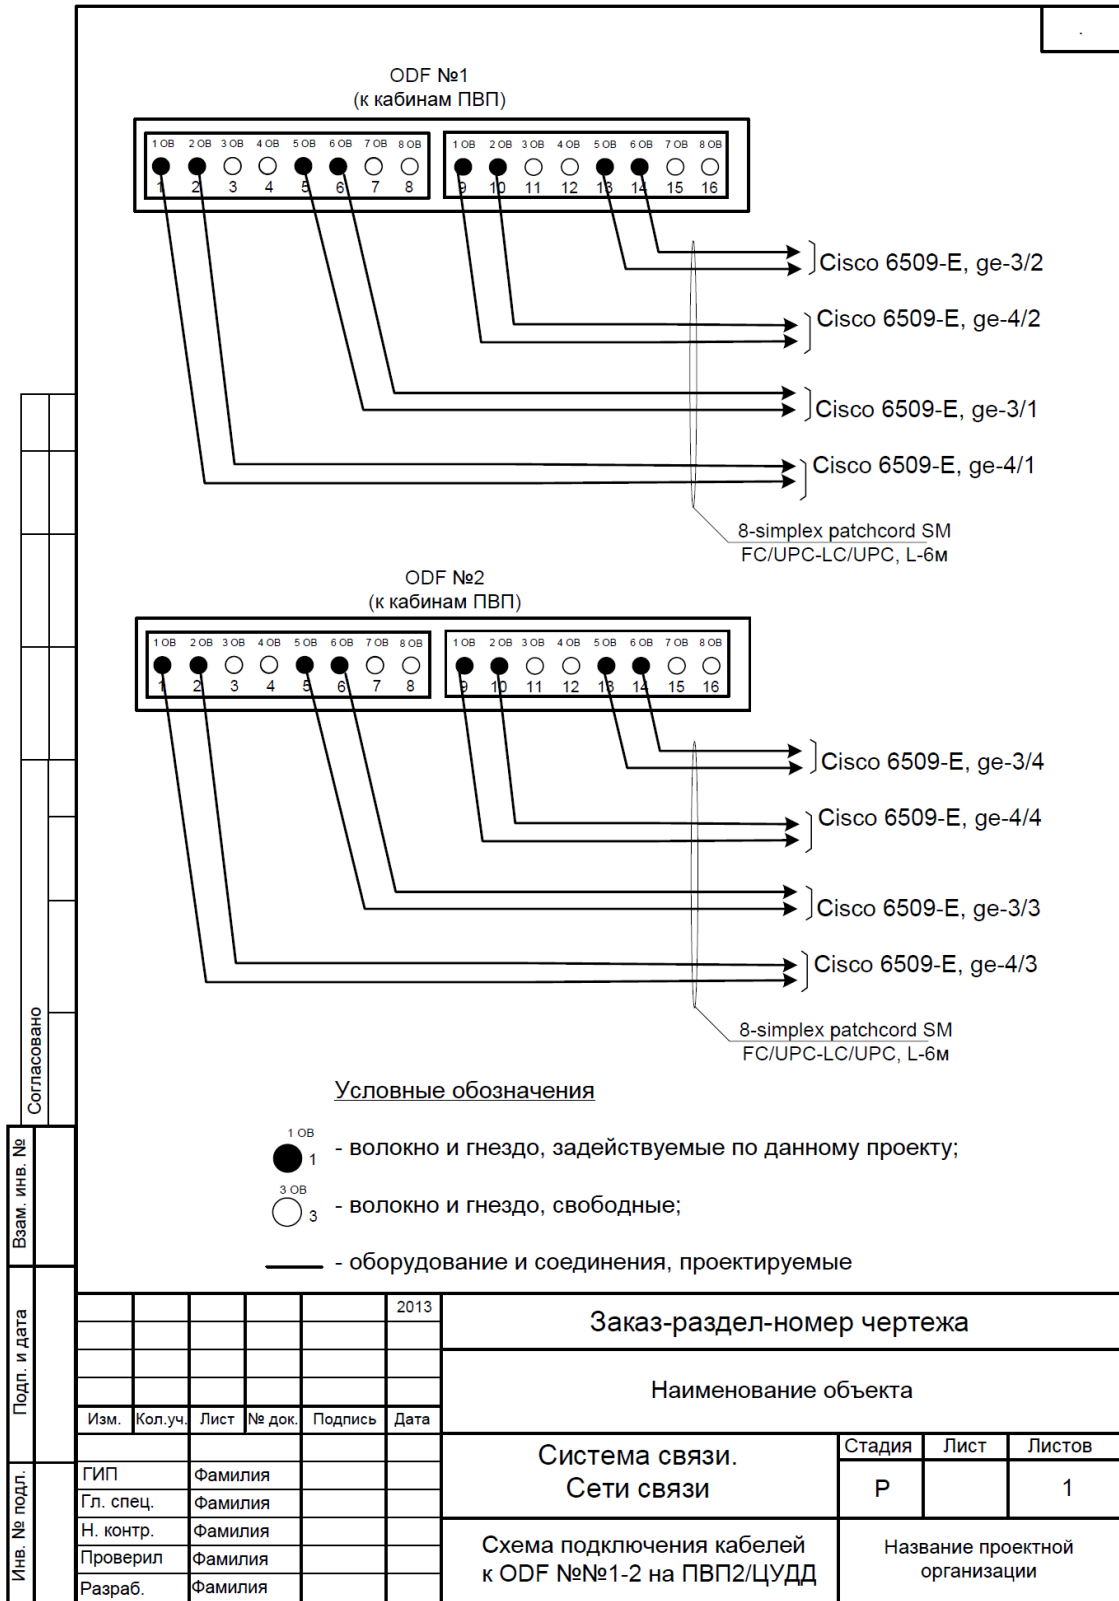 ODF №1
(к кабинам ПВП)
1 ОВ 2 ОВ 3 ОВ 4 ОВ 5 ОВ 6 ОВ 7 ОВ 8 ОВ 1 ОВ 2 ОВ 3 ОВ 4 ОВ 5 ОВ 6 ОВ 7 ОВ 8 ОВ
1 2 3 4 5 6 7 8 9 10 11 12 13 14 15 16
Cisco 6509-E, ge-3/2
Cisco 6509-E, ge-4/2
Cisco 6509-E, ge-3/1
Cisco 6509-E, ge-4/1
8-simplex patchcord SM
FC/UPC-LC/UPC, L-6м
ODF №2
(к кабинам ПВП)
1 ОВ 2 ОВ 3 ОВ 4 ОВ 5 ОВ 6 ОВ 7 ОВ 8 ОВ 1 ОВ 2 ОВ 3 ОВ 4 ОВ 5 ОВ 6 ОВ 7 ОВ 8 ОВ
1 2 3 4 5 6 7 8 9 10 11 12 13 14 15 16
Cisco 6509-E, ge-3/4
Cisco 6509-E, ge-4/4
Cisco 6509-E, ge-3/3
Cisco 6509-E, ge-4/3
8-simplex patchcord SM
FC/UPC-LC/UPC, L-6м
Условные обозначения
1 ОВ
1 - волокно и гнездо, задействуемые по данному проекту;
3 ОВ
3 - волокно и гнездо, свободные;
- оборудование и соединения, проектируемые
Согласовано
Взам. инв. №
Подп. и дата
Инв. № подл.
2013
Изм. Кол.уч. Лист № док. Подпись Дата
ГИП Фамилия
Гл. спец. Фамилия
Н. контр. Фамилия
Проверил Фамилия
Разраб. Фамилия
Заказ-раздел-номер чертежа
Наименование объекта
Система связи.
Сети связи
Стадия Лист Листов
Р 1
Схема подключения кабелей
к ODF №№1-2 на ПВП2/ЦУДД
Название проектной
организации